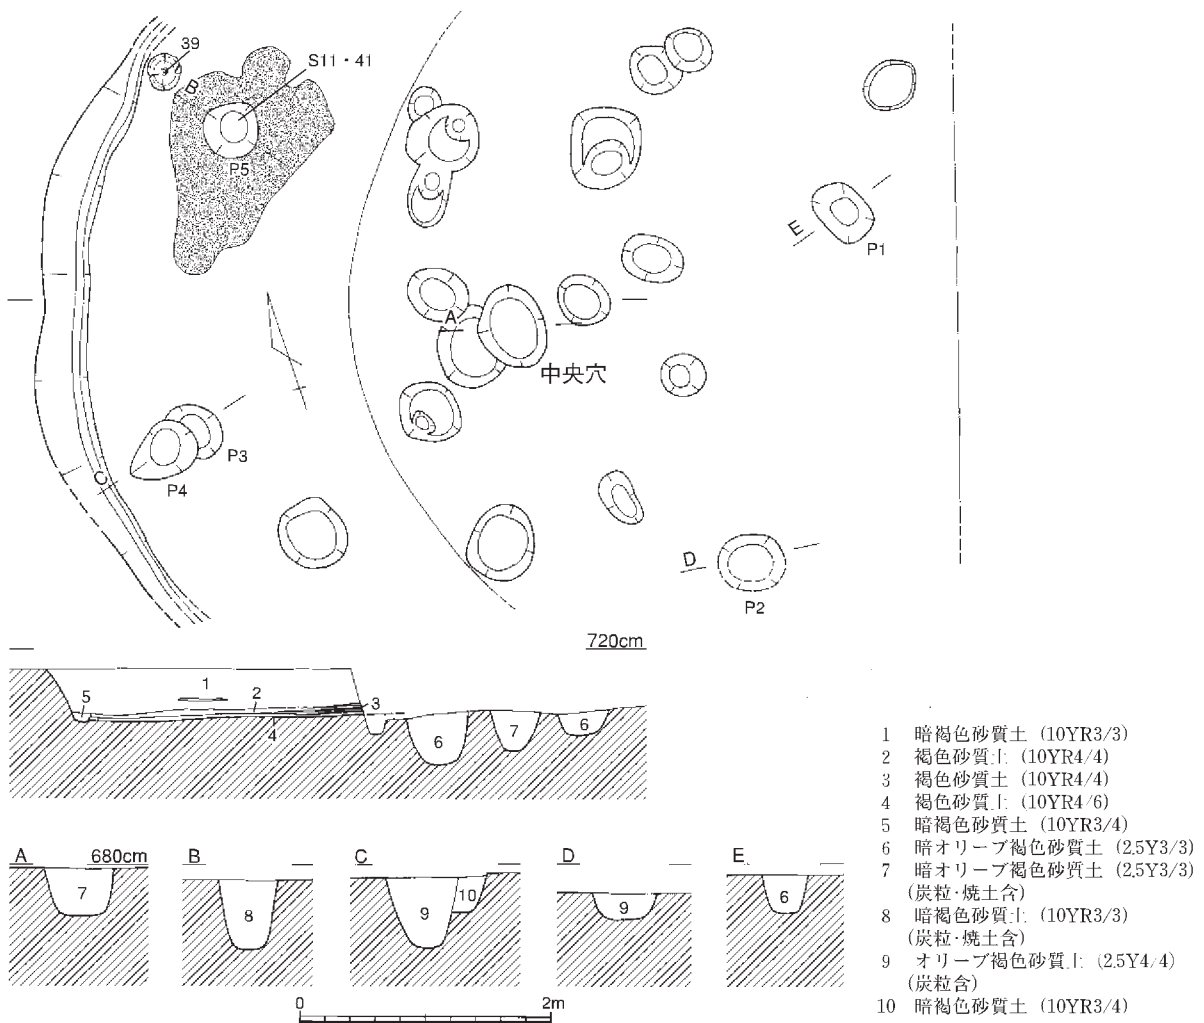 39
S11・41
B
P5
E
P1
A
中央穴
P3
C
P4
D
P2
720cm
1
5
2
3
4
6
7
6
A
680cm
B
C
D
E
7
8
9
10
9
6
0
2m
1 暗褐色砂質土 (10YR3/3)
2 褐色砂質土 (10YR4/4)
3 褐色砂質土 (10YR4/4)
4 褐色砂質土 (10YR4/6)
5 暗褐色砂質土 (10YR3/4)
6 暗オリーブ褐色砂質土 (2.5Y3/3)
7 暗オリーブ褐色砂質土 (2.5Y3/3)
(炭粒·焼土含)
8 暗褐色砂質土 (10YR3/3)
(炭粒·焼土含)
9 オリーブ褐色砂質土 (2.5Y4/4)
(炭粒含)
10 暗褐色砂質土 (10YR3/4)